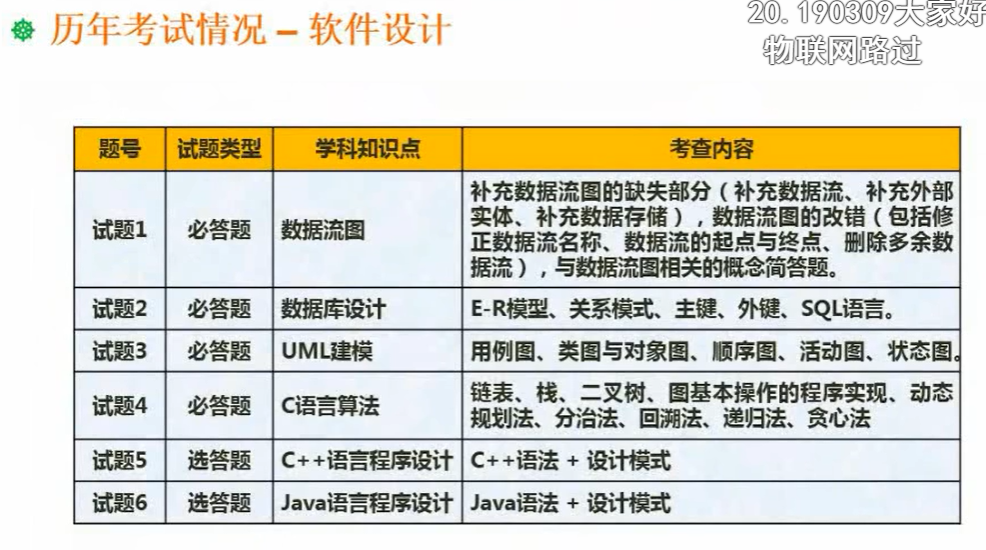 历年考试情况 – 软件设计
20.190309大家好
物联网路过
题号 试题类型 学科知识点 考查内容
试题1 必答题 数据流图 补充数据流图的缺失部分（补充数据流、补充外部
实体、补充数据存储），数据流图的改错（包括修
正数据流名称、数据流的起点与终点、删除多余数
据流），与数据流图相关的概念简答题。
试题2 必答题 数据库设计 E-R模型、关系模式、主键、外键、SQL语言。
试题3 必答题 UML建模 用例图、类图与对象图、顺序图、活动图、状态图。
试题4 必答题 C语言算法 链表、栈、二叉树、图基本操作的程序实现、动态
规划法、分治法、回溯法、递归法、贪心法
试题5 选答题 C++语言程序设计 C++语法 + 设计模式
试题6 选答题 Java语言程序设计 Java语法 + 设计模式